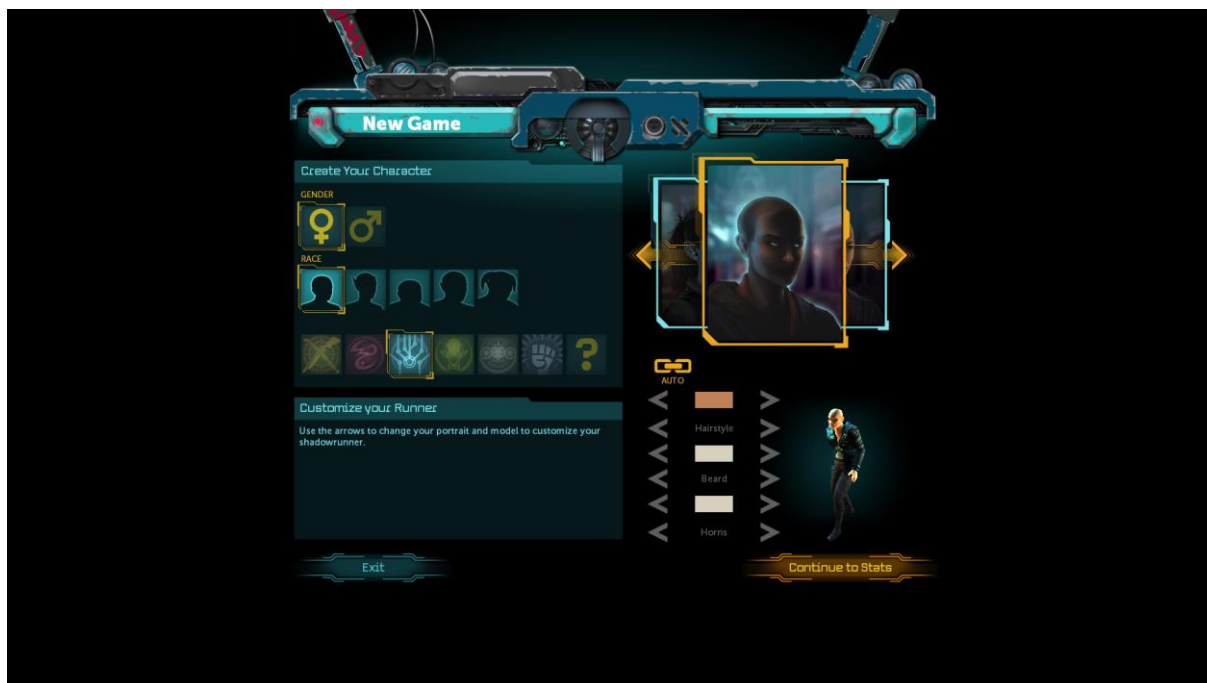 New Game
Create Your Character
GENDER
RACE
?
Customize your Runner
Use the arrows to change your portrait and model to customize your
shadowrunner.
AUTO
Hairstyle
Beard
Horns
Exit
Continue to Stats